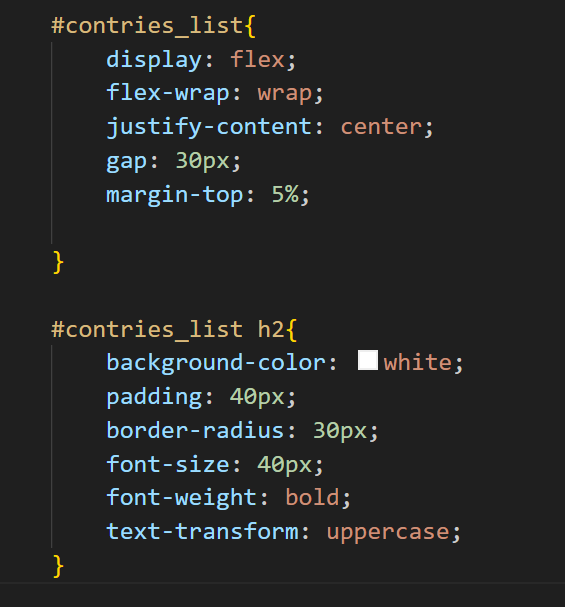 #contries_list{
display: flex;
flex-wrap: wrap;
justify-content: center;
gap: 30px;
margin-top: 5%;
}
#contries_list h2{
background-color: white;
padding: 40px;
border-radius: 30px;
font-size: 40px;
font-weight: bold;
text-transform: uppercase;
}